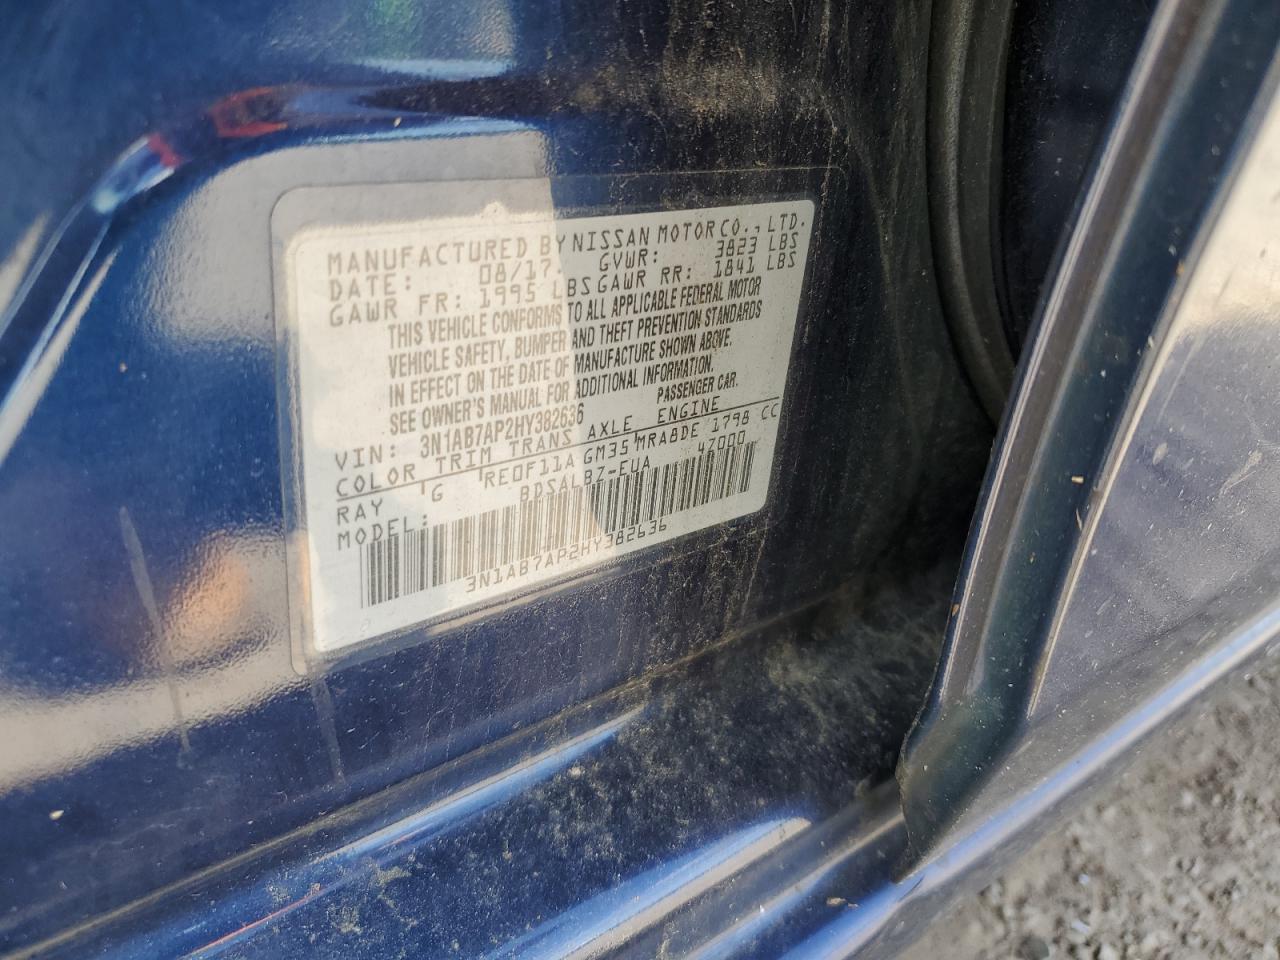 MANUFACTURED BY NISSAN MOTOR CO., LTD.
DATE: 08/17 GVWR: 3823 LBS
GAWR FR: 1995 LBS GAWR RR: 1841 LBS
THIS VEHICLE CONFORMS TO ALL APPLICABLE FEDERAL MOTOR
VEHICLE SAFETY, BUMPER AND THEFT PREVENTION STANDARDS
IN EFFECT ON THE DATE OF MANUFACTURE SHOWN ABOVE.
SEE OWNER'S MANUAL FOR ADDITIONAL INFORMATION.
VIN: 3N1AB7AP2HY382636 PASSENGER CAR.
COLOR TRIM TRANS AXLE ENGINE
RAY G RE0F11A GM35 MRA8DE 1798 CC
MODEL: BDSALBZ-EUA 47000
3N1AB7AP2HY382636